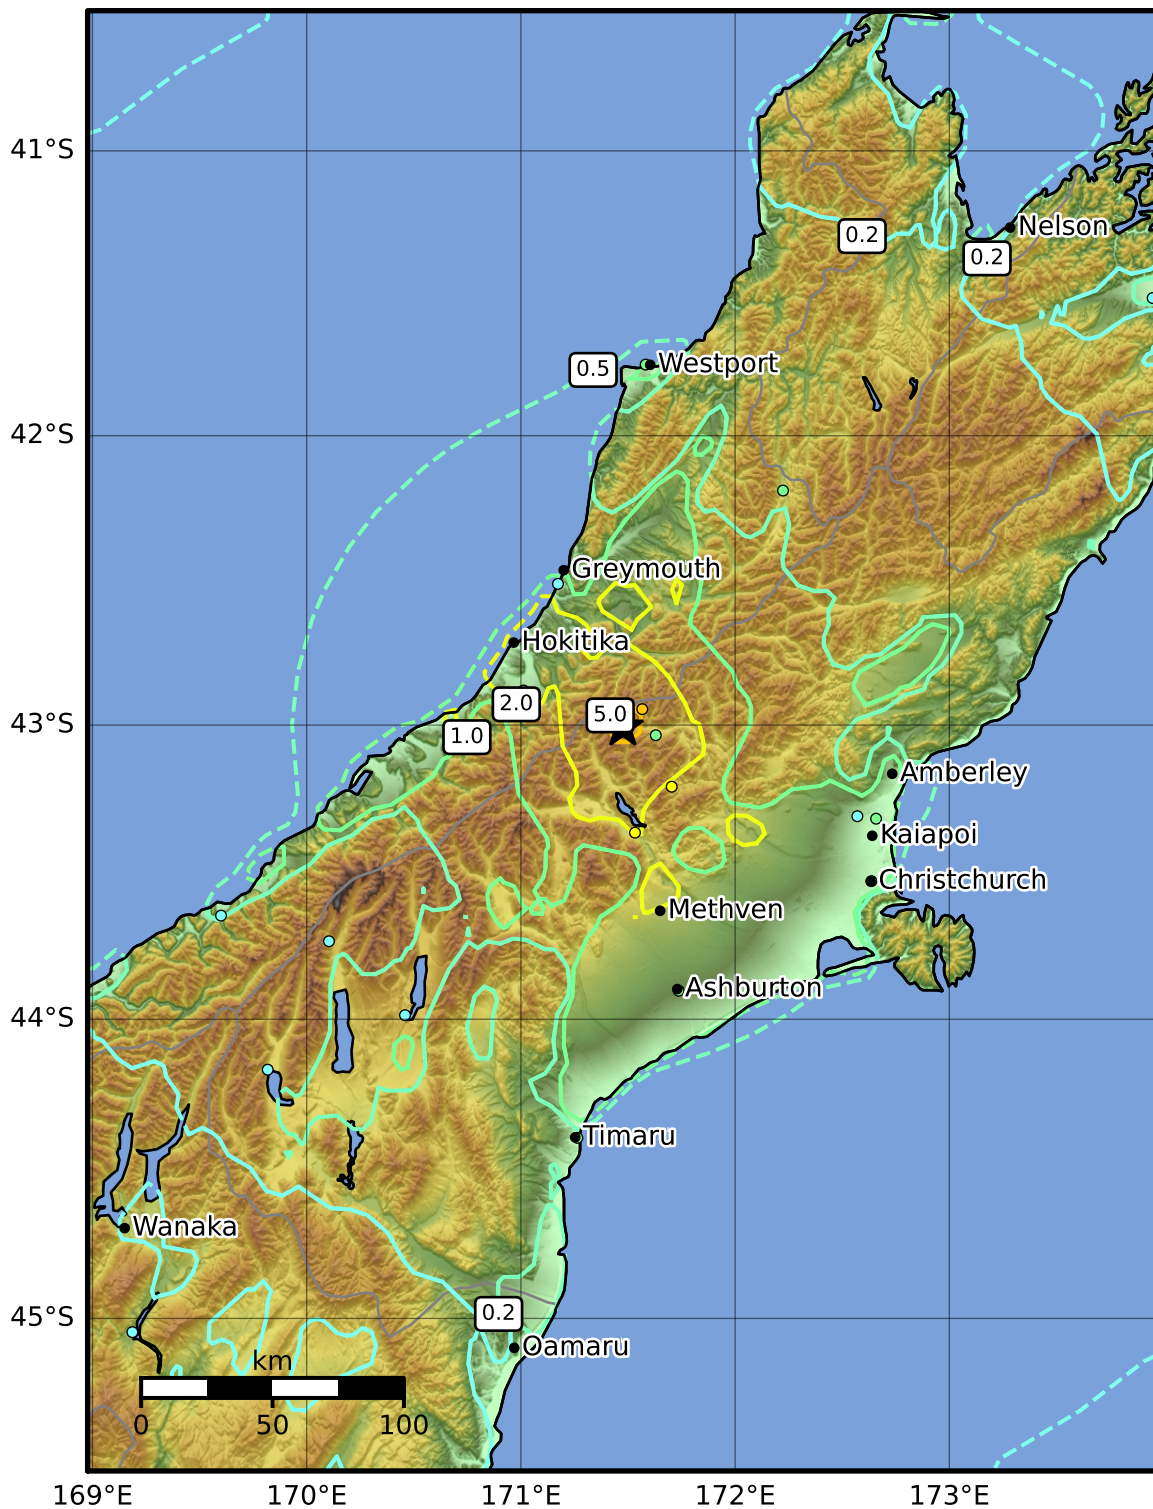 41°S
Nelson
0.2
0.2
0.5
Westport
42°S
Greymouth
Hokitika
2.0
5.0
43°S
1.0
Amberley
Kaiapoi
Christchurch
Methven
Ashburton
44°S
Timaru
Wanaka
45°S
0.2
Oamaru
km
0
50
100
169°E
170°E
171°E
172°E
173°E